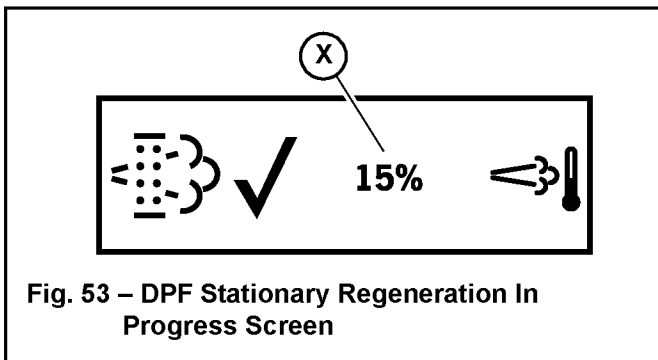 X
15%
Fig. 53 – DPF Stationary Regeneration In
Progress Screen